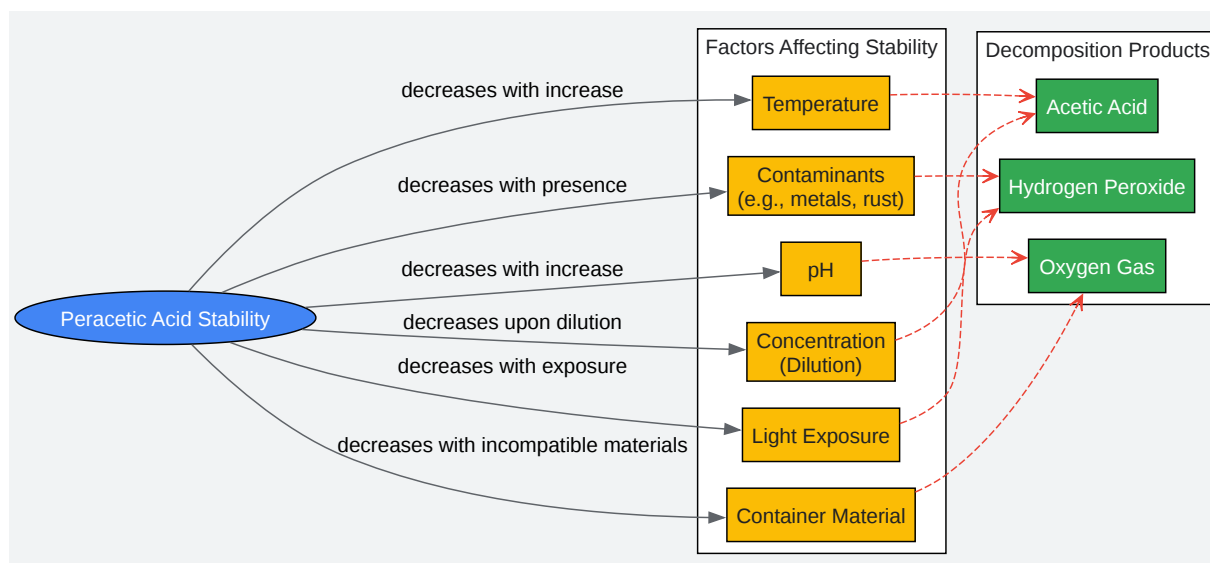 Factors Affecting Stability
Decomposition Products
decreases with increase
Temperature
Acetic Acid
decreases with presence
Contaminants
(e.g., metals, rust)
Hydrogen Peroxide
decreases with increase
pH
Oxygen Gas
Peracetic Acid Stability
decreases upon dilution
Concentration
(Dilution)
decreases with exposure
Light Exposure
decreases with incompatible materials
Container Material